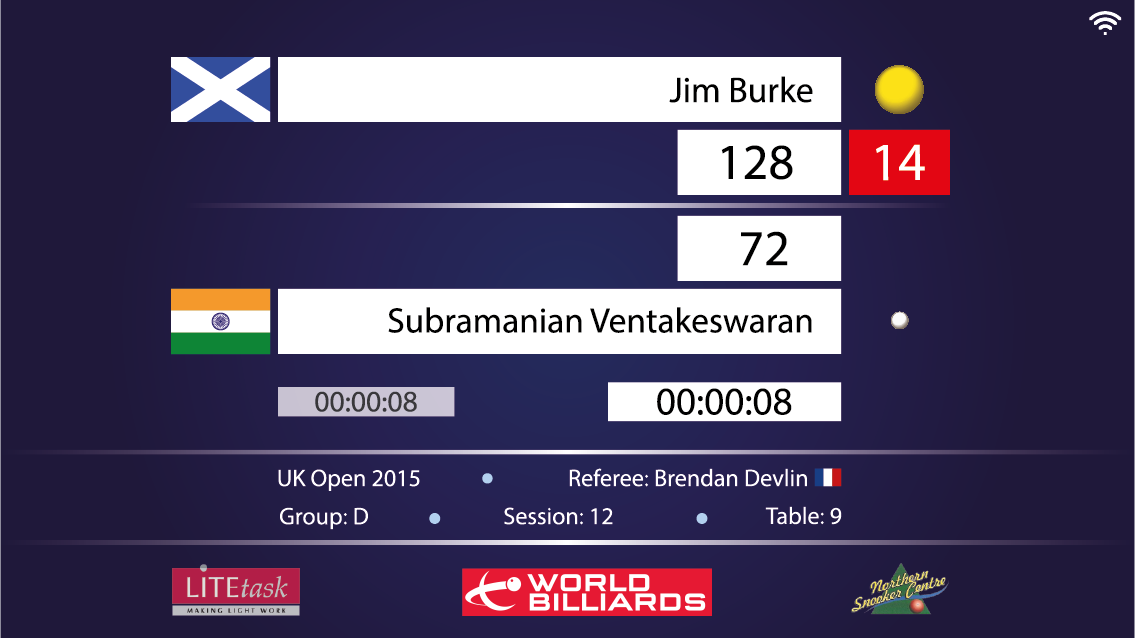 Jim Burke
128 14
72
Subramanian Ventakeswaran
00:00:08 00:00:08
UK Open 2015 Referee: Brendan Devlin
Group: D Session: 12 Table: 9
LiTEtask
MAKING LIGHT WORK
WORLD
BILLIARDS
Northern
Snooker Centre